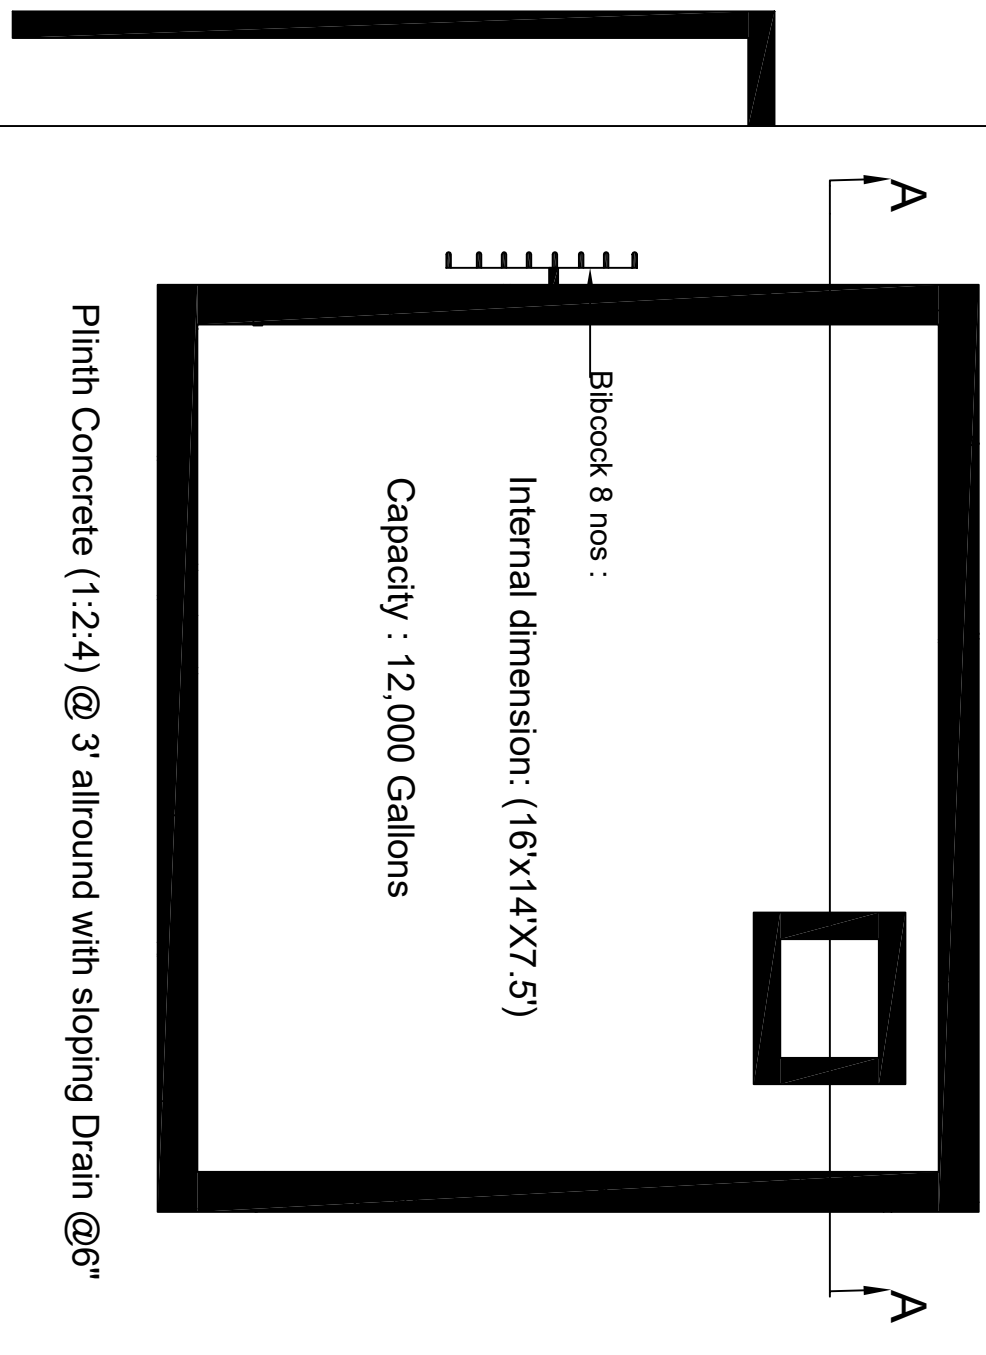 A
A
Bibcock 8 nos :
Internal dimension: (16'x14'X7.5')
Capacity : 12,000 Gallons
Plinth Concrete (1:2:4) @ 3' allround with sloping Drain @6"